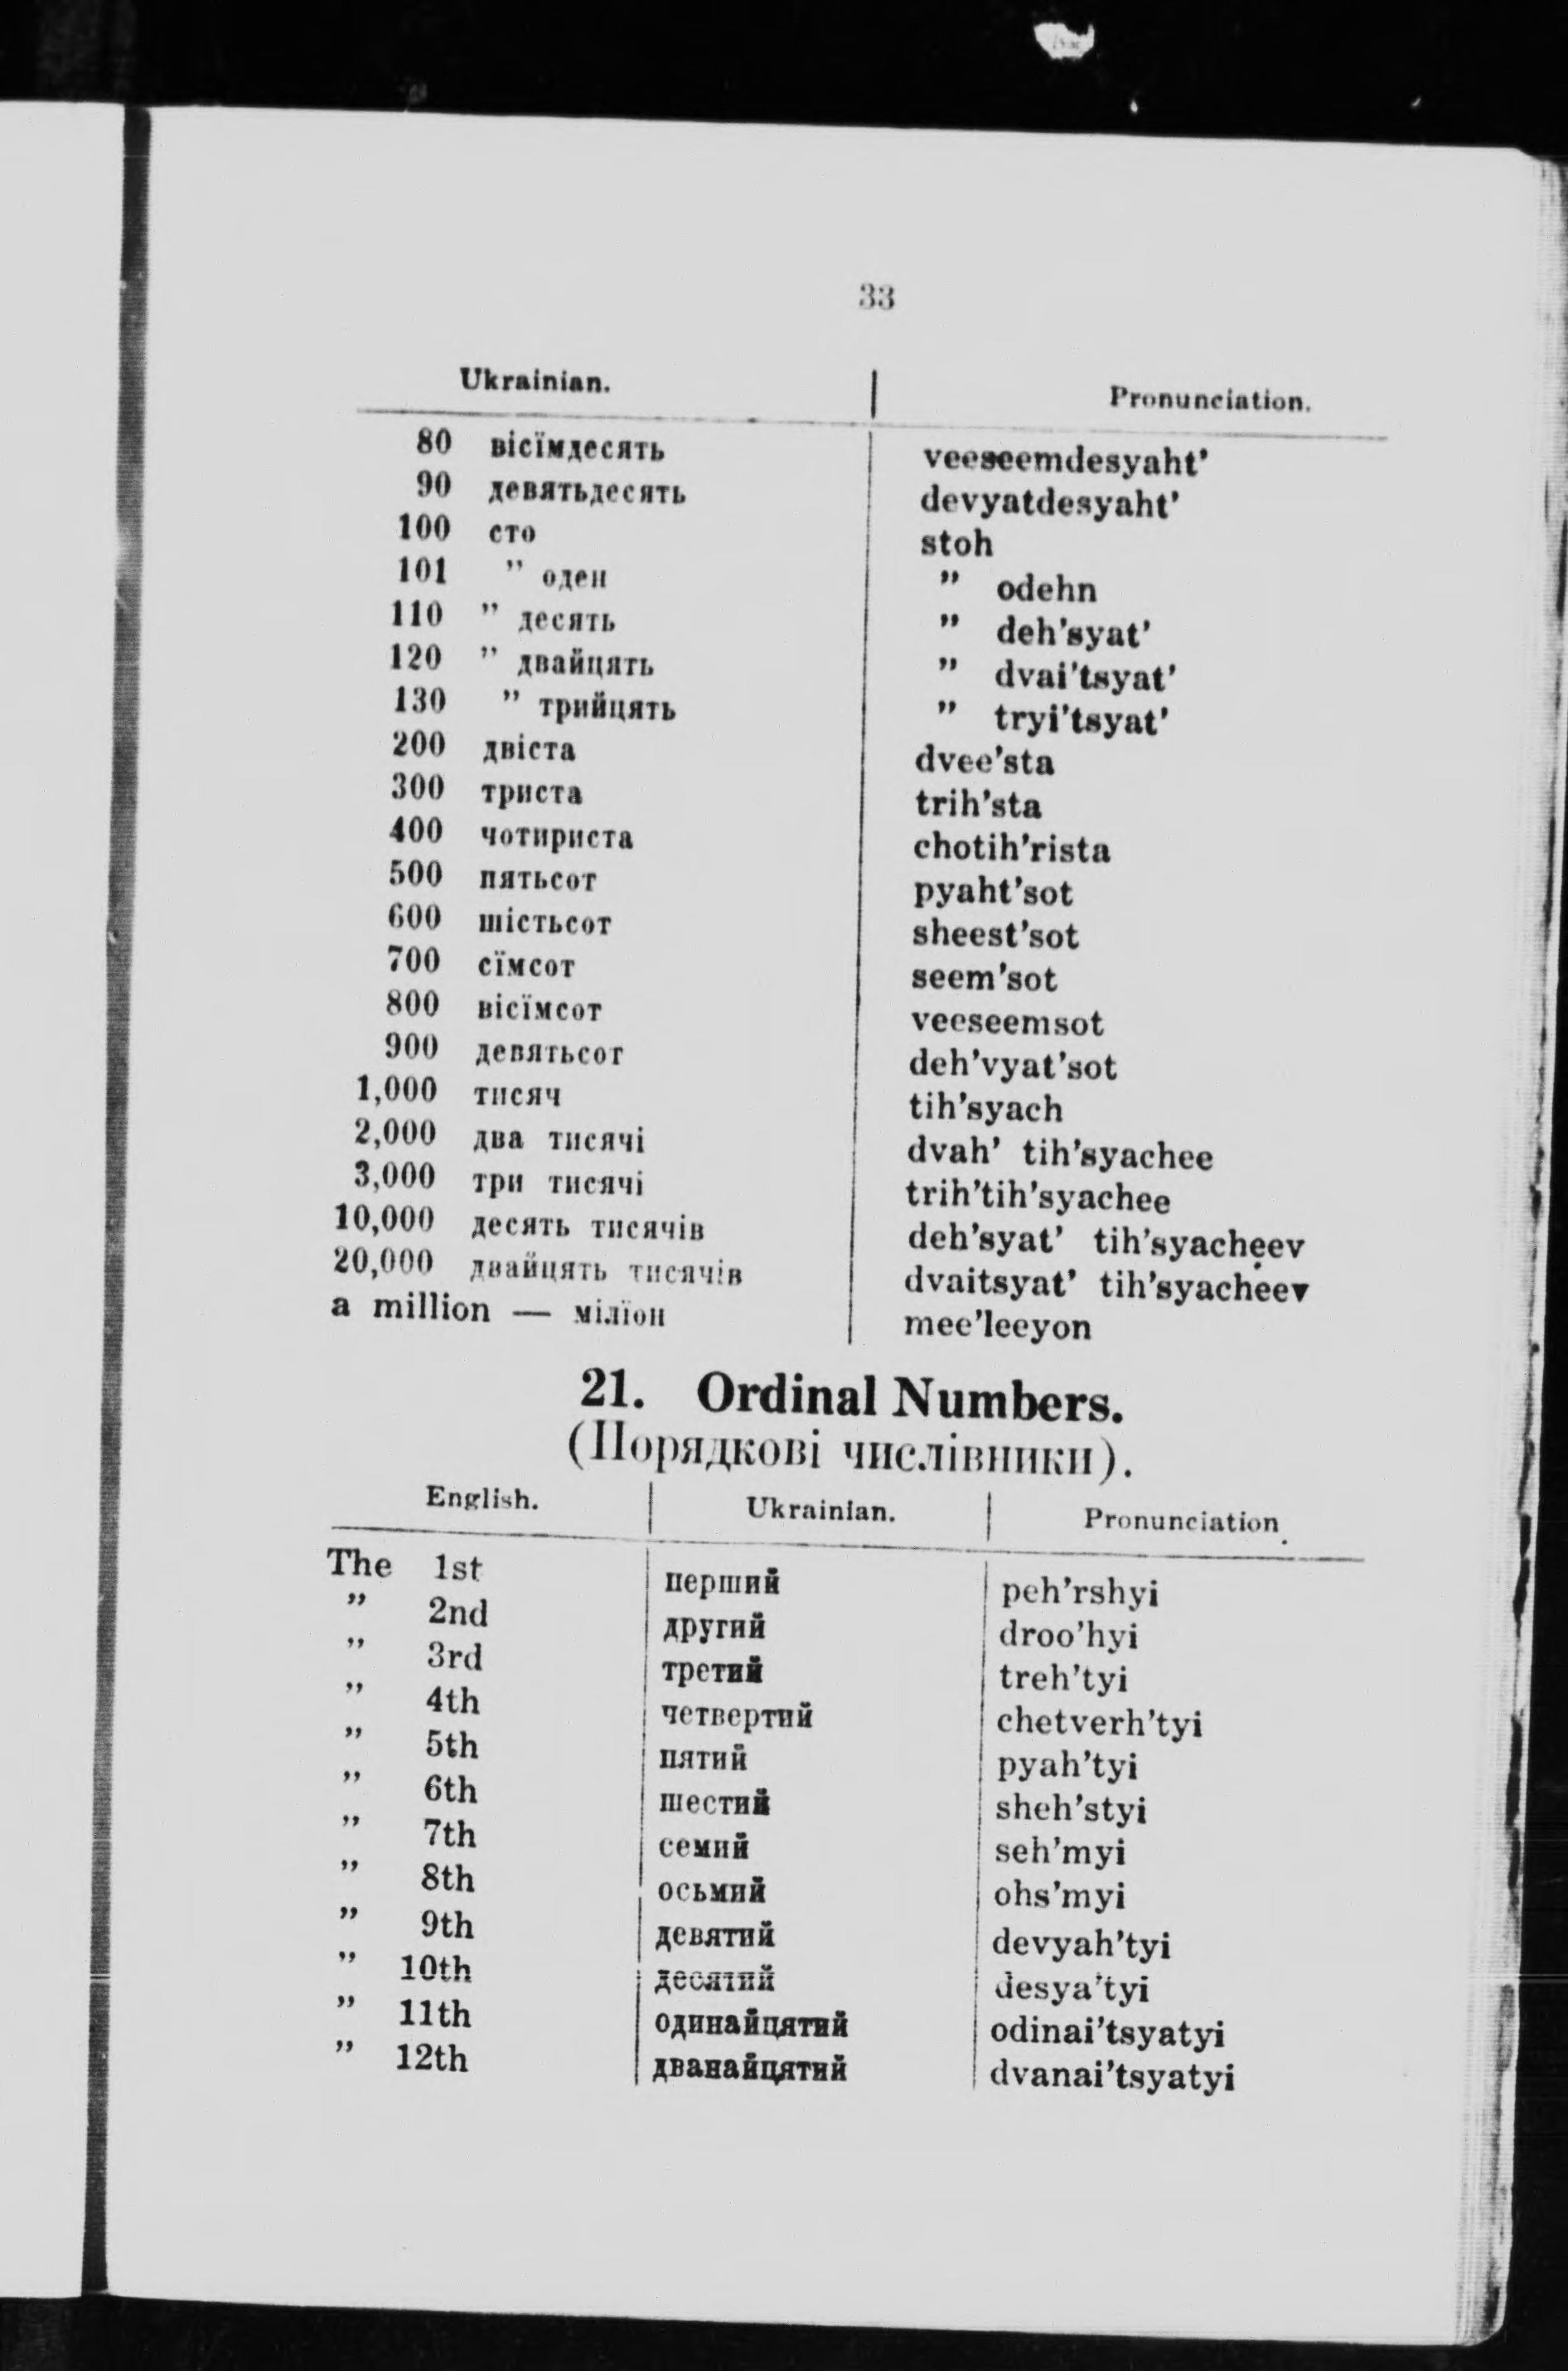 33
Ukrainian. | Pronunciation.
80 вісїмдесять veeseemdesyaht’
90 девятьдесять devyatdesyaht’
100 сто stoh
101 ” оден ” odehn
110 ” десять ” deh’syat’
120 ” двайцять ” dvai’tsyat’
130 ” трийцять ” tryi’tsyat’
200 двіста dvee’sta
300 триста trih’sta
400 чотириста chotih’rista
500 пятьсот pyaht’sot
600 шістьсот sheest’sot
700 сїмсот seem’sot
800 вісїмсот veeseemsot
900 девятьсот deh’vyat’sot
1,000 тисяч tih’syach
2,000 два тисячі dvah’ tih’syachee
3,000 три тисячі trih’tih’syachee
10,000 десять тисячів deh’syat’ tih’syacheev
20,000 двайцять тисячів dvaitsyat’ tih’syacheev
a million — мілїон mee’leeyon
21. Ordinal Numbers.
(Порядкові числівники).
English. | Ukrainian. | Pronunciation.
The 1st перший peh’rshyi
” 2nd другий droo’hyi
” 3rd третий treh’tyi
” 4th четвертий chetverh’tyi
” 5th пятий pyah’tyi
” 6th шестий sheh’styi
” 7th семий seh’myi
” 8th осьмий ohs’myi
” 9th девятий devyah’tyi
” 10th десятий desya’tyi
” 11th одинайцятий odinai’tsyatyi
” 12th дванайцятий dvanai’tsyatyi